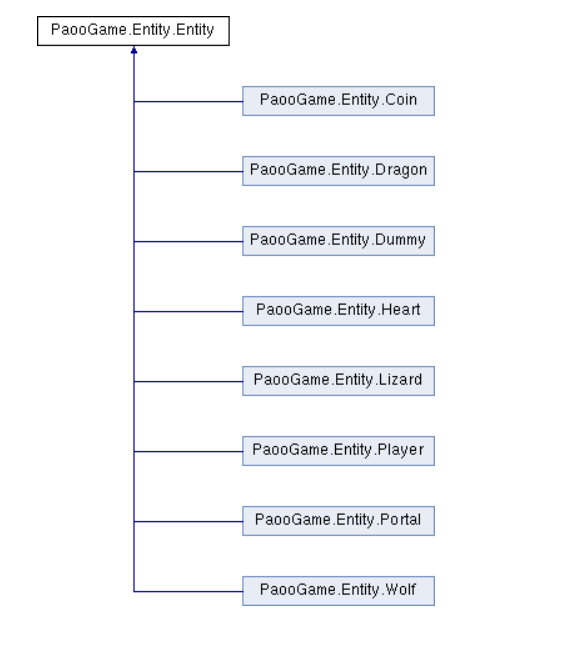 PaooGame.Entity.Entity
PaooGame.Entity.Coin
PaooGame.Entity.Dragon
PaooGame.Entity.Dummy
PaooGame.Entity.Heart
PaooGame.Entity.Lizard
PaooGame.Entity.Player
PaooGame.Entity.Portal
PaooGame.Entity.Wolf